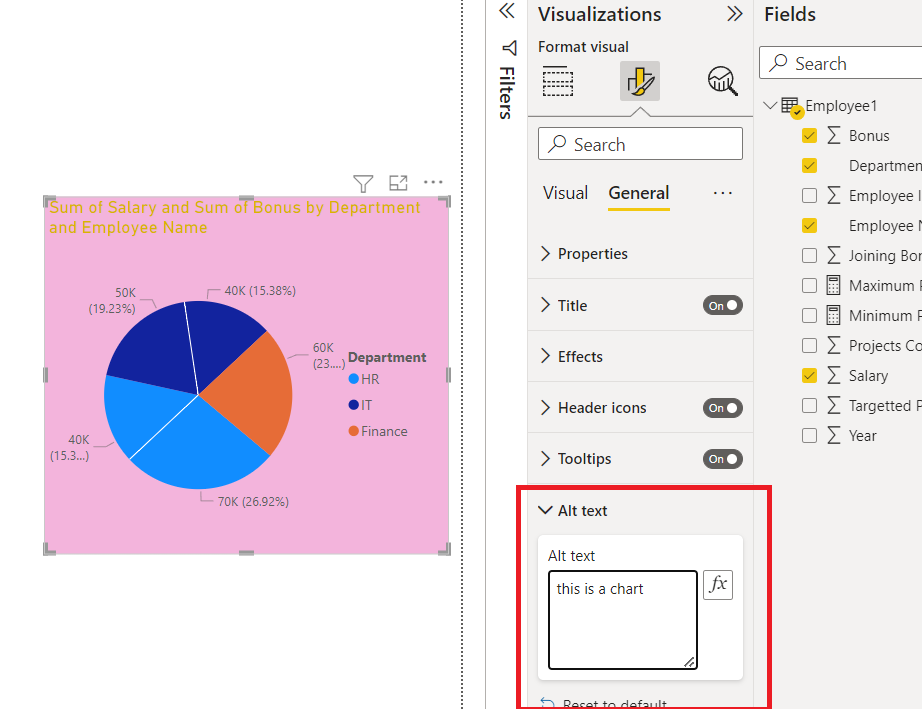 Sum of Salary and Sum of Bonus by Department
and Employee Name
50K
(19.23%)
40K (15.38%)
60K
(23....)
40K
(15.3...)
70K (26.92%)
Department
HR
IT
Finance
Filters
Visualizations
Format visual
Search
Visual
General
...
Properties
Title
On
Effects
Header icons
On
Tooltips
On
Alt text
Alt text
this is a chart
fx
Reset to default
Fields
Search
Employee1
Bonus
Departmen
Employee I
Employee N
Joining Bon
Maximum P
Minimum P
Projects Co
Salary
Targetted P
Year